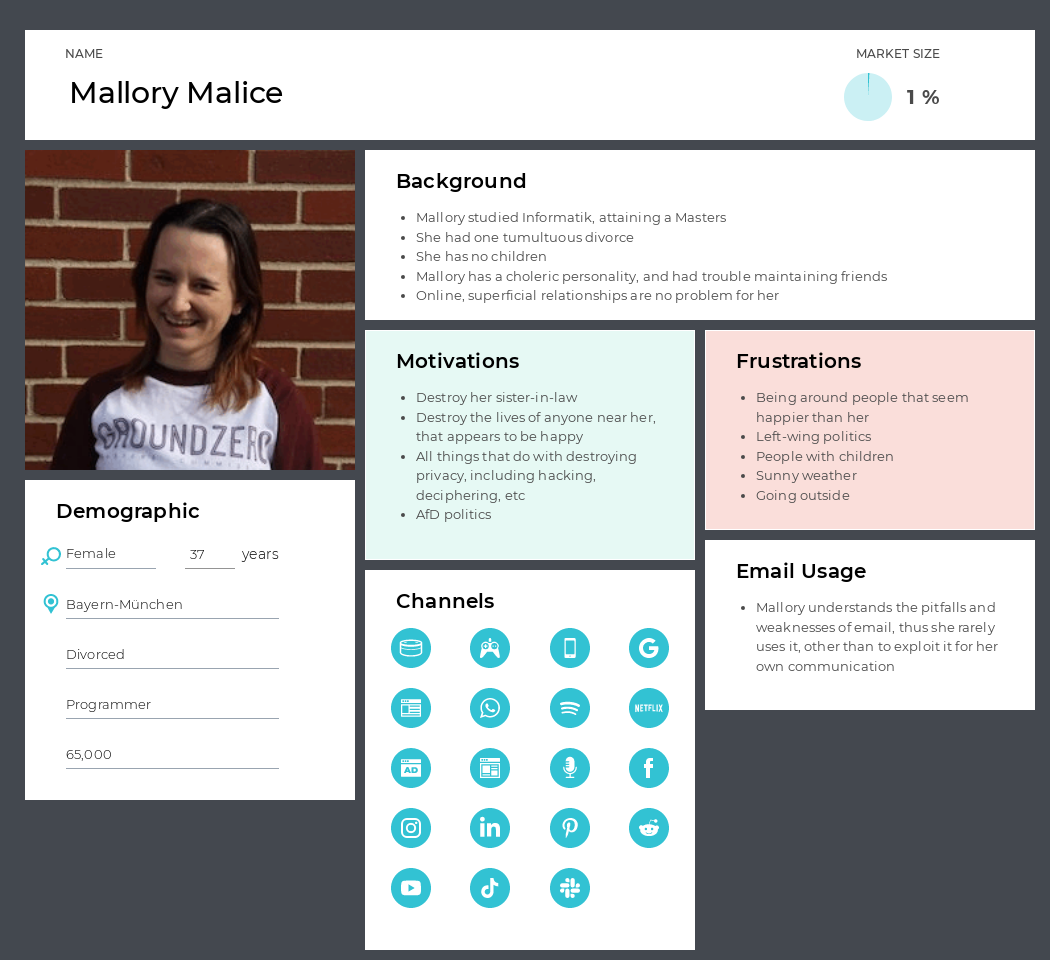 NAME
MARKET SIZE
Mallory Malice
1 %
Background
Mallory studied Informatik, attaining a Masters
She had one tumultuous divorce
She has no children
Mallory has a choleric personality, and had trouble maintaining friends
Online, superficial relationships are no problem for her
GROUNDZERO
Motivations
Destroy her sister-in-law
Destroy the lives of anyone near her,
that appears to be happy
All things that do with destroying
privacy, including hacking,
deciphering, etc
AfD politics
Frustrations
Being around people that seem
happier than her
Left-wing politics
People with children
Sunny weather
Going outside
Demographic
Female 37 years
Bayern-München
Divorced
Programmer
65,000
Channels
G
NETFLIX
AD
f
in
Email Usage
Mallory understands the pitfalls and
weaknesses of email, thus she rarely
uses it, other than to exploit it for her
own communication